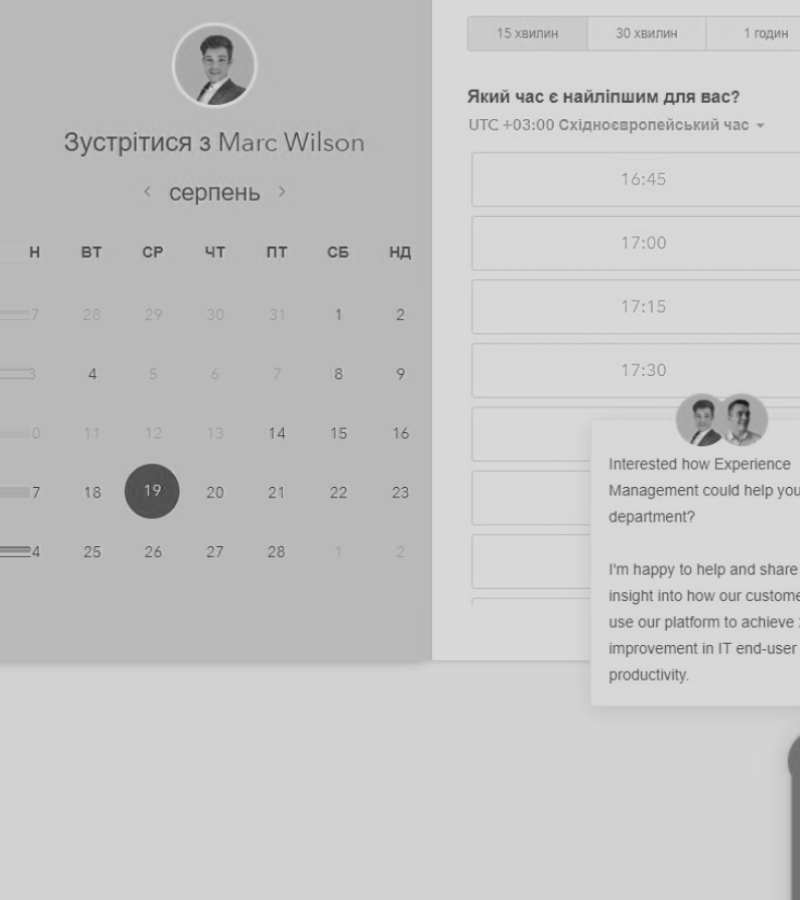 Зустрітися з Marc Wilson
серпень
Н ВТ СР ЧТ ПТ СБ НД
7 28 29 30 31 1 2
3 4 5 6 7 8 9
0 11 12 13 14 15 16
7 18 19 20 21 22 23
4 25 26 27 28 1 2
15 хвилин 30 хвилин 1 годин
Який час є найліпшим для вас?
UTC +03:00 Східноєвропейський час
16:45
17:00
17:15
17:30
Interested how Experience
Management could help you
department?
I'm happy to help and share
insight into how our custome
use our platform to achieve
improvement in IT end-user
productivity.